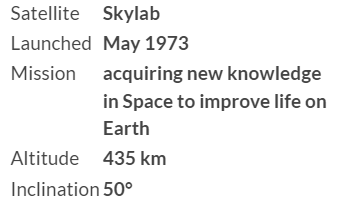 Satellite Skylab
Launched May 1973
Mission acquiring new knowledge
in Space to improve life on
Earth
Altitude 435 km
Inclination 50°